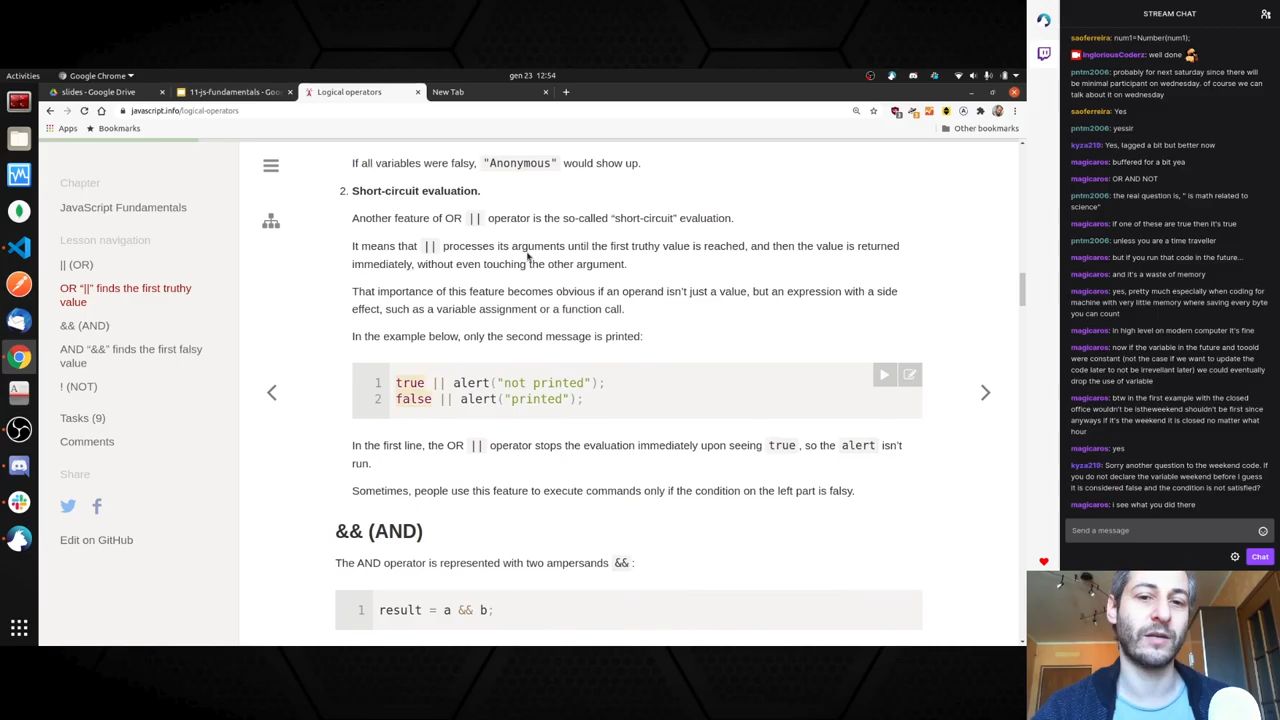 Activities
Google Chrome
gen 23 12:54
slides - Google Drive
11-js-fundamentals - Goo
Logical operators
New Tab
javascript.info/logical-operators
Apps
Bookmarks
Other bookmarks
Chapter
JavaScript Fundamentals
Lesson navigation
|| (OR)
OR “||” finds the first truthy
value
&& (AND)
AND “&&” finds the first falsy
value
! (NOT)
Tasks (9)
Comments
Share
Edit on GitHub
If all variables were falsy, "Anonymous" would show up.
2. Short-circuit evaluation.
Another feature of OR || operator is the so-called “short-circuit” evaluation.
It means that || processes its arguments until the first truthy value is reached, and then the value is returned
immediately, without even touching the other argument.
That importance of this feature becomes obvious if an operand isn’t just a value, but an expression with a side
effect, such as a variable assignment or a function call.
In the example below, only the second message is printed:
1 true || alert("not printed");
2 false || alert("printed");
In the first line, the OR || operator stops the evaluation immediately upon seeing true, so the alert isn’t
run.
Sometimes, people use this feature to execute commands only if the condition on the left part is falsy.
&& (AND)
The AND operator is represented with two ampersands &&:
1 result = a && b;
STREAM CHAT
saoferreira: num1=Number(num1);
IngloriousCoderz: well done
pntm2006: probably for next saturday since there will
be minimal participant on wednesday. of course we can
talk about it on wednesday
saoferreira: Yes
pntm2006: yessir
kyza219: Yes, lagged a bit but better now
magicaros: buffered for a bit yea
magicaros: OR AND NOT
pntm2006: the real question is, " is math related to
science"
magicaros: if one of these are true then it's true
pntm2006: unless you are a time traveller
magicaros: but if you run that code in the future...
magicaros: and it's a waste of memory
magicaros: yes, pretty much especially when coding for
machine with very little memory where saving every byte
you can count
magicaros: In high level on modern computer it's fine
magicaros: now if the variable in the future and tooold
were constant (not the case if we want to update the
code later to not be irrevellant later) we could eventually
drop the use of variable
magicaros: btw in the first example with the closed
office wouldn't be istheweekend shouldn't be first since
anyways if it's the weekend it is closed no matter what
hour
magicaros: yes
kyza219: Sorry another question to the weekend code. if
you do not declare the variable weekend before I guess
it is considered false and the condition is not satisfied?
magicaros: i see what you did there
Send a message
Chat